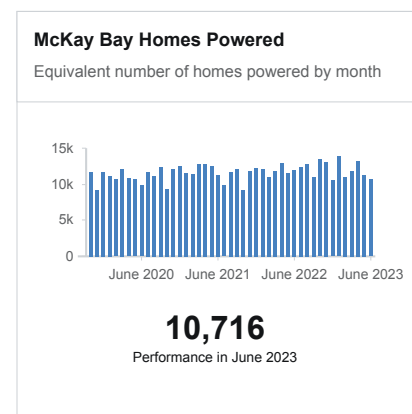 McKay Bay Homes Powered
Equivalent number of homes powered by month
15k
10k
5k
0
June 2020 June 2021 June 2022 June 2023
10,716
Performance in June 2023